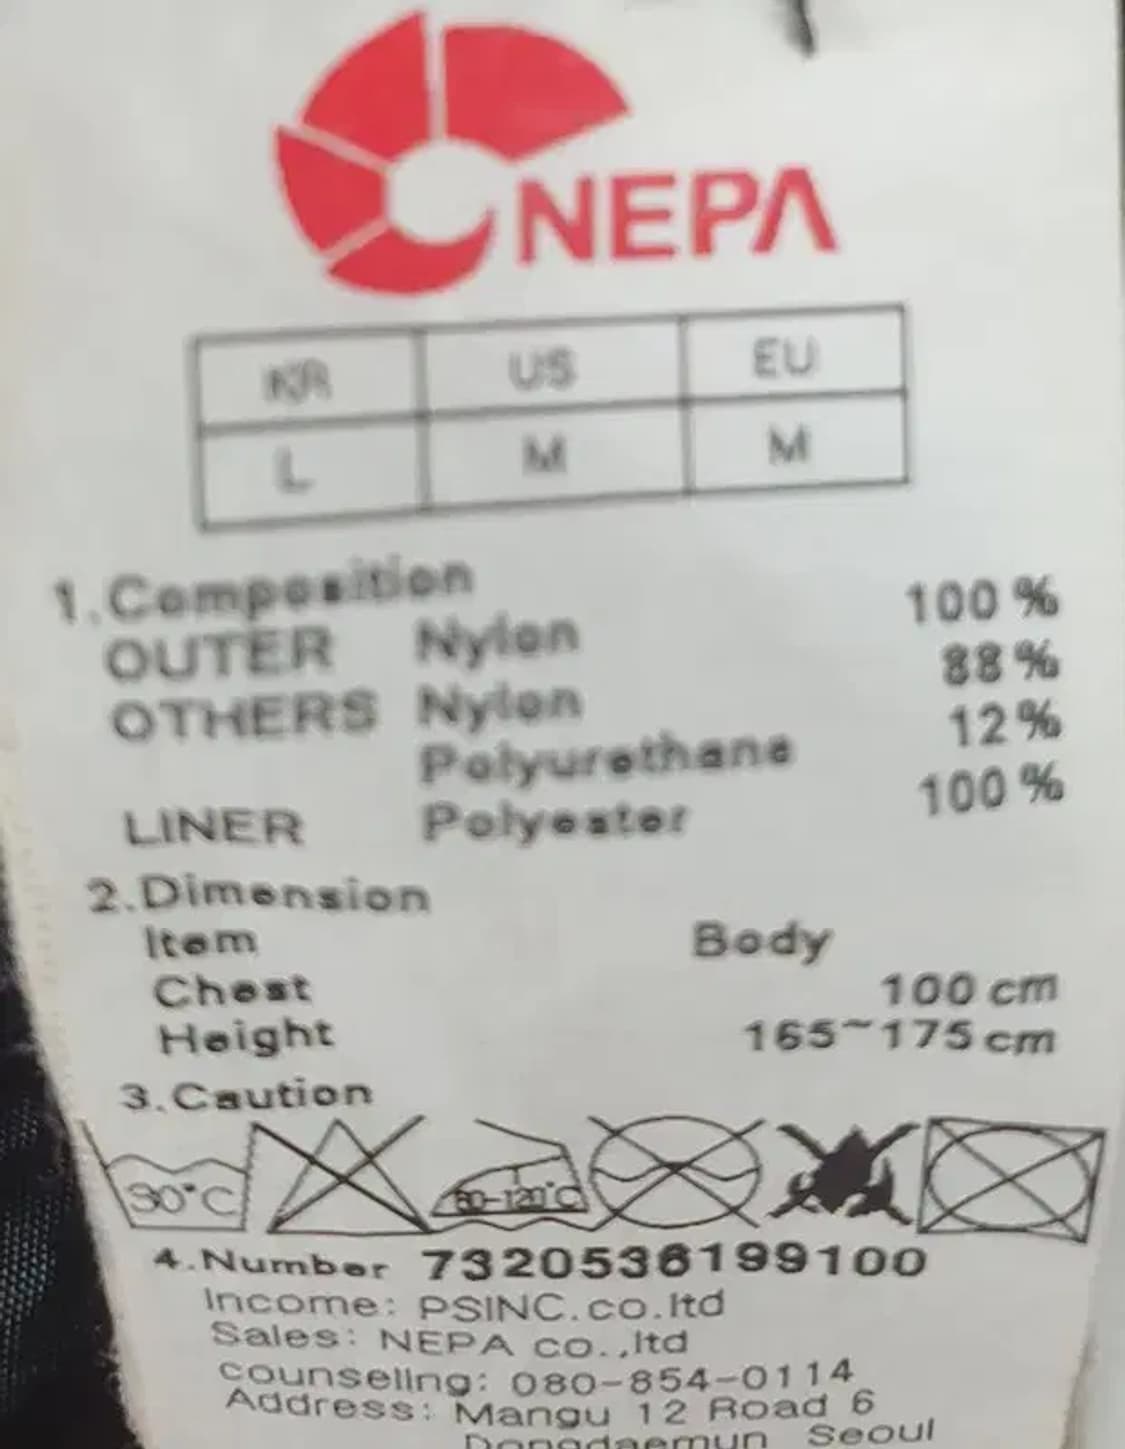 NEPA
KR US EU
L M M
1.Composition
OUTER Nylon 100 %
OTHERS Nylon 88 %
Polyurethane 12 %
LINER Polyester 100 %
2.Dimension
Item Body
Chest 100 cm
Height 165~175 cm
3.Caution
30°C 80-120°C
4.Number 7320536199100
Income: PSINC.co.ltd
Sales: NEPA co.,ltd
counseling: 080-854-0114
Address: Mangu 12 Road 6
Dongdaemun Seoul